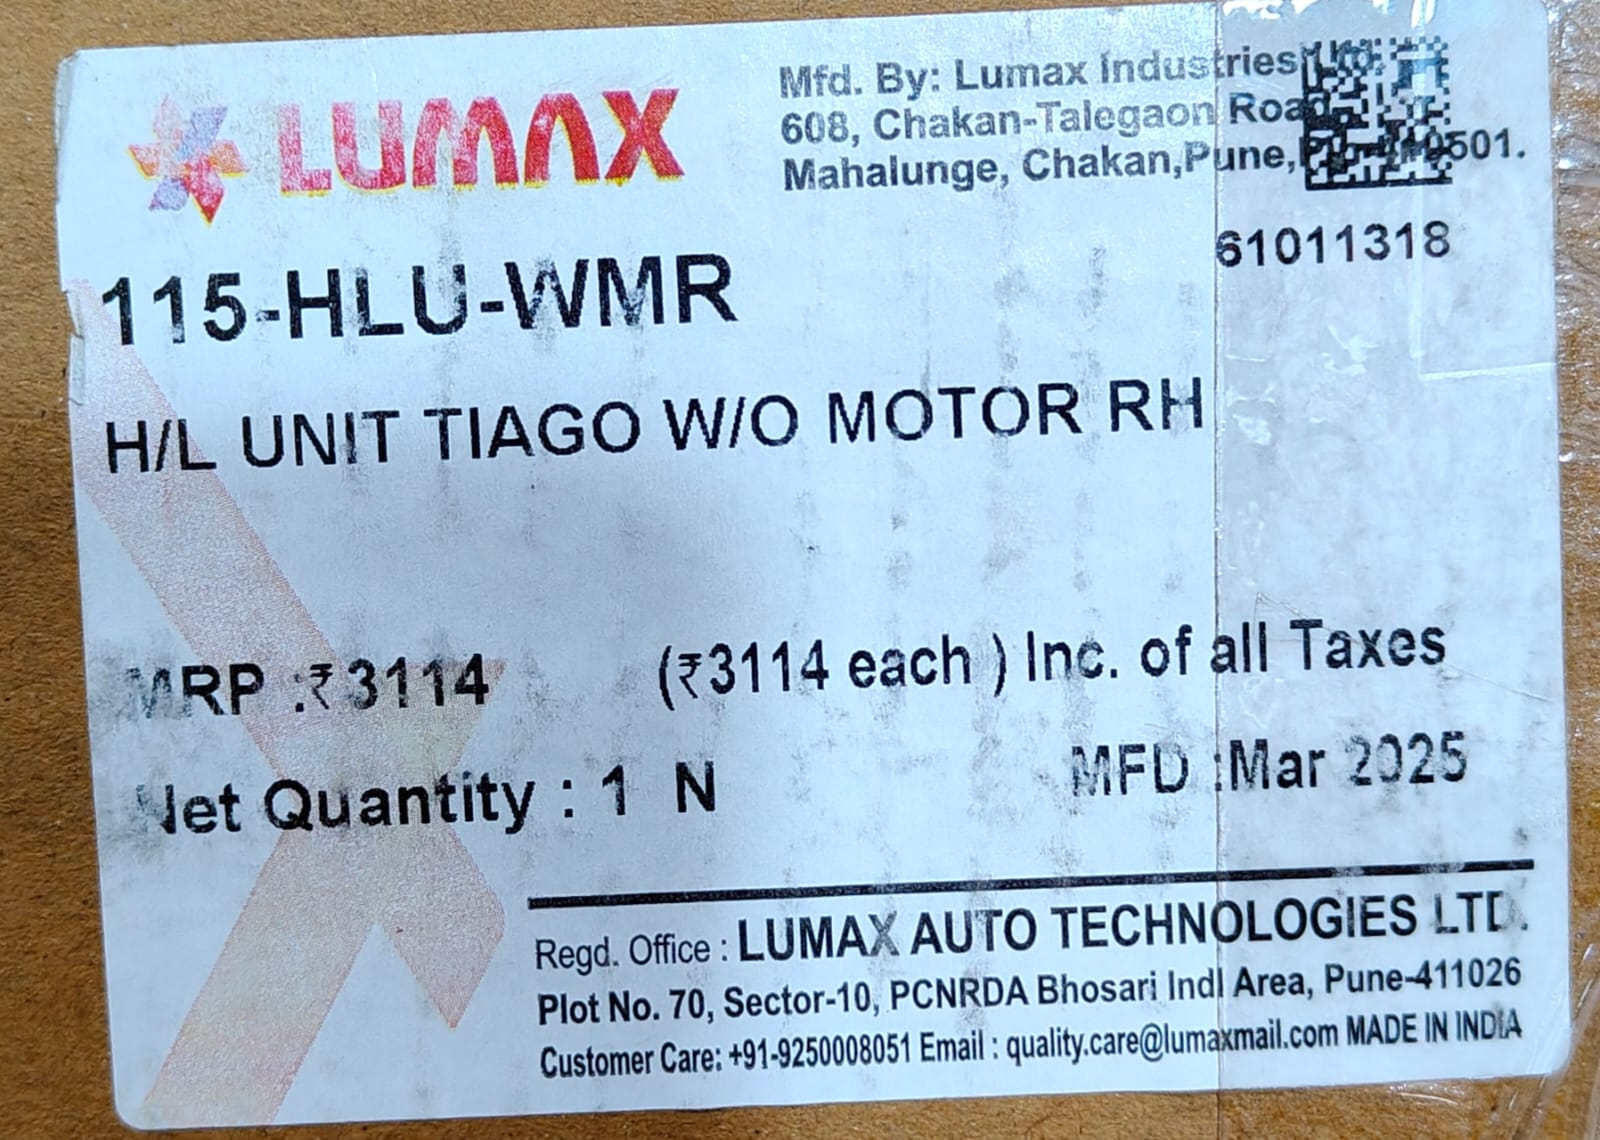 LUMAX
Mfd. By: Lumax Industries Ltd.
608, Chakan-Talegaon Road
Mahalunge, Chakan,Pune, 501.
61011318
115-HLU-WMR
H/L UNIT TIAGO W/O MOTOR RH
MRP :₹3114 (₹3114 each ) Inc. of all Taxes
Net Quantity : 1 N MFD :Mar 2025
Regd. Office : LUMAX AUTO TECHNOLOGIES LTD.
Plot No. 70, Sector-10, PCNRDA Bhosari Indl Area, Pune-411026
Customer Care: +91-9250008051 Email : quality.care@lumaxmail.com MADE IN INDIA